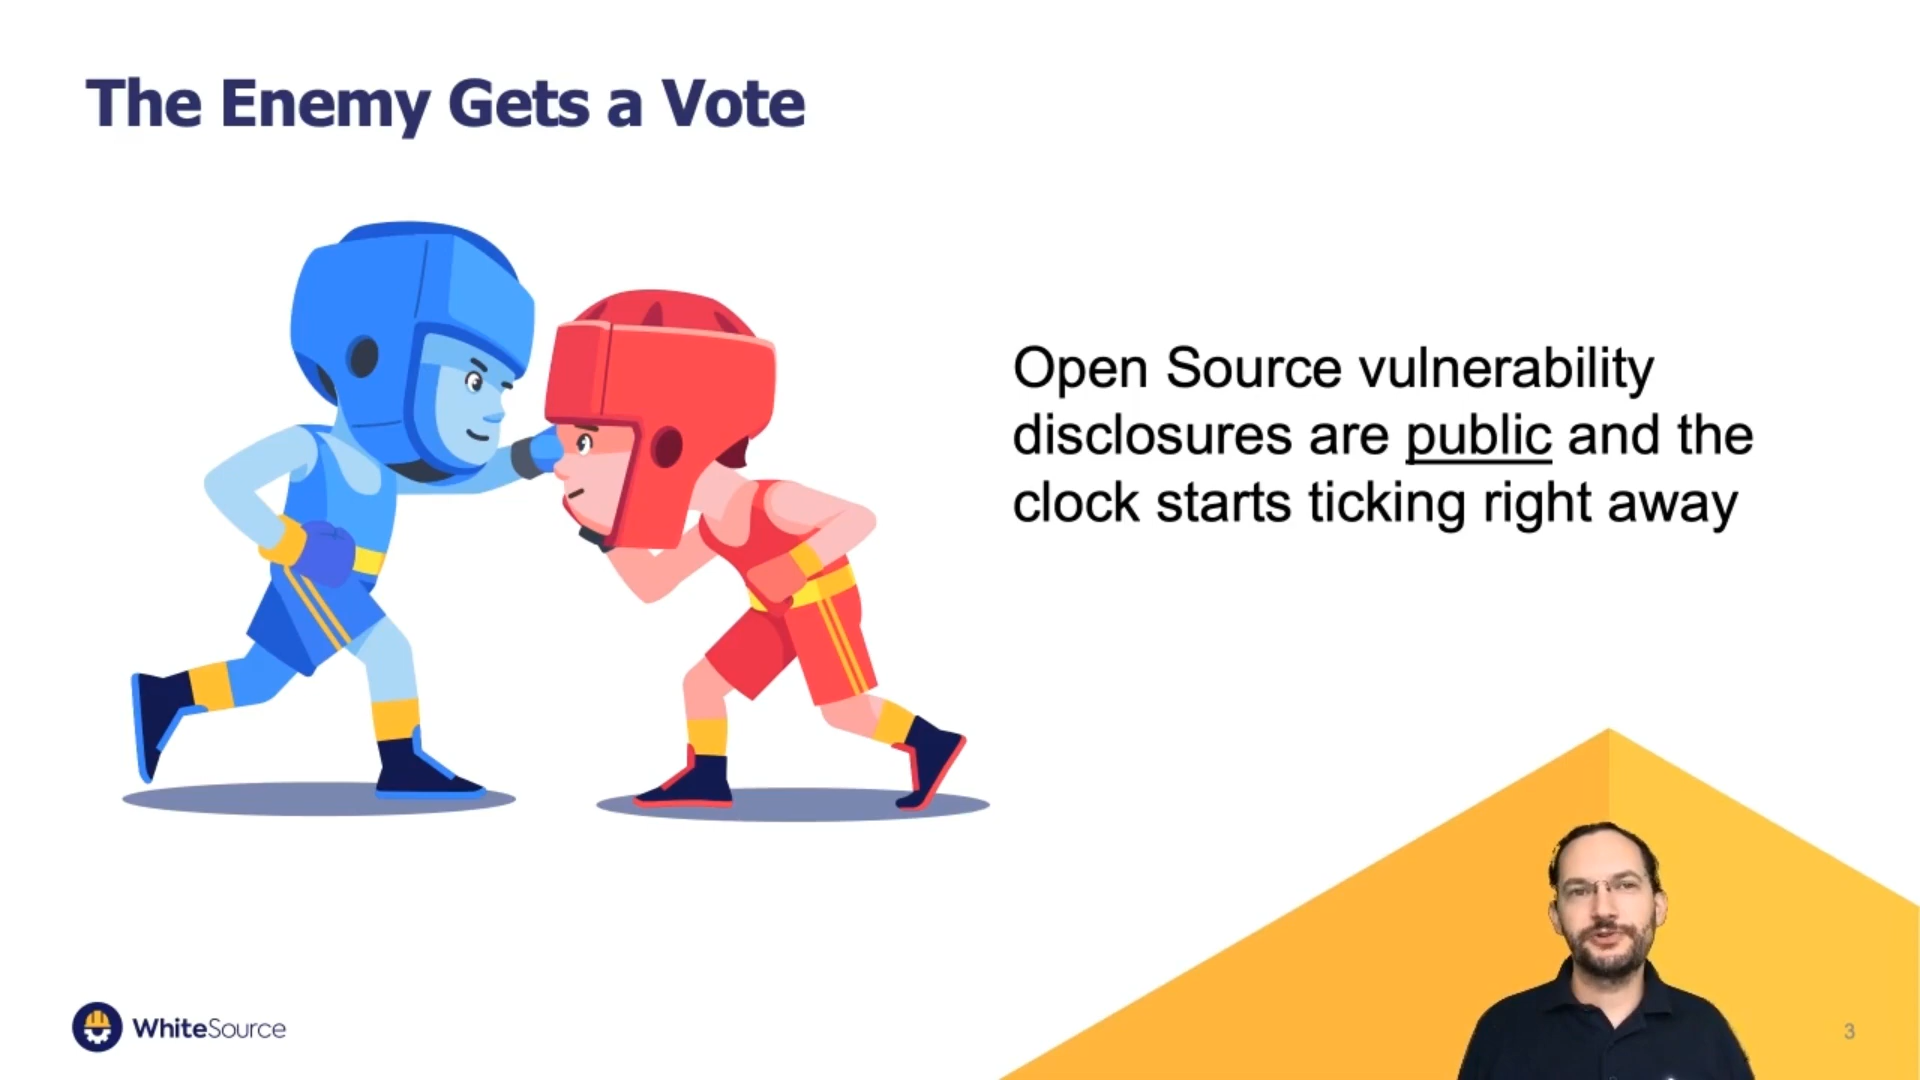 The Enemy Gets a Vote
Open Source vulnerability
disclosures are public and the
clock starts ticking right away
WhiteSource
3